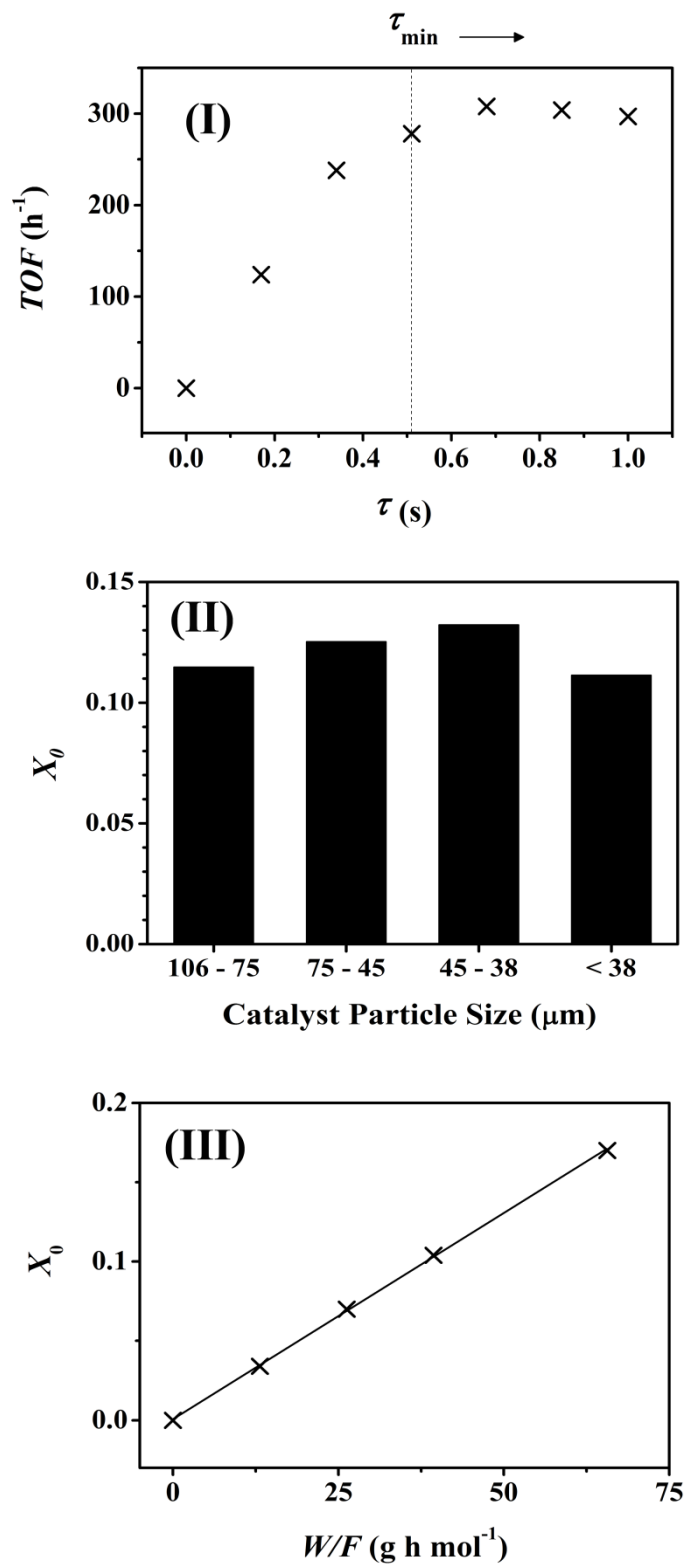 τmin
(I)
TOF (h-1)
300
200
100
0
0.0 0.2 0.4 0.6 0.8 1.0
τ (s)
(II)
X0
0.15
0.10
0.05
0.00
106 - 75 75 - 45 45 - 38 < 38
Catalyst Particle Size (μm)
(III)
X0
0.2
0.1
0.0
0 25 50 75
W/F (g h mol-1)